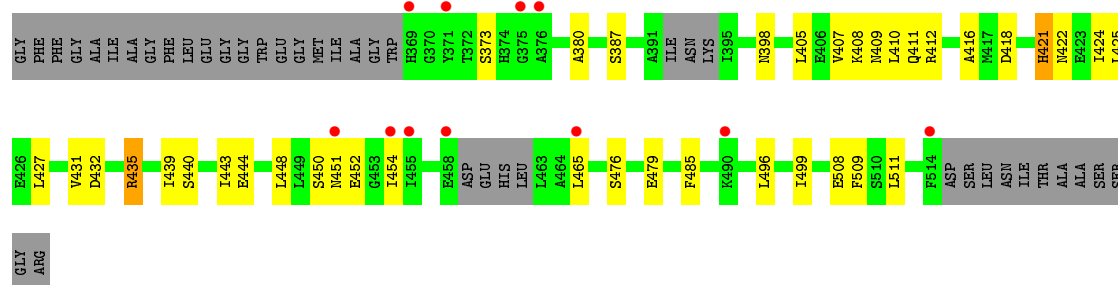 GLY PHE PHE GLY ALA ILE ALA GLY PHE LEU GLU GLY GLY TRP GLU GLY MET ILE ALA GLY TRP H369 G370 Y371 T372 S373 H374 G375 A376 A380 S387 A391 ILE ASN LYS I395 N398 L405 E406 V407 K408 N409 L410 Q411 R412 A416 M417 D418 H421 N422 E423 I424 L425
E426 L427 V431 D432 R435 I439 S440 I443 E444 L448 L449 S450 N451 E452 G453 I454 I455 E458 ASP GLU HIS LEU L463 A464 L465 S476 E479 F485 K490 L496 I499 E508 F509 S510 L511 F514 ASP SER LEU ASN ILE THR ALA ALA SER SER
GLY ARG